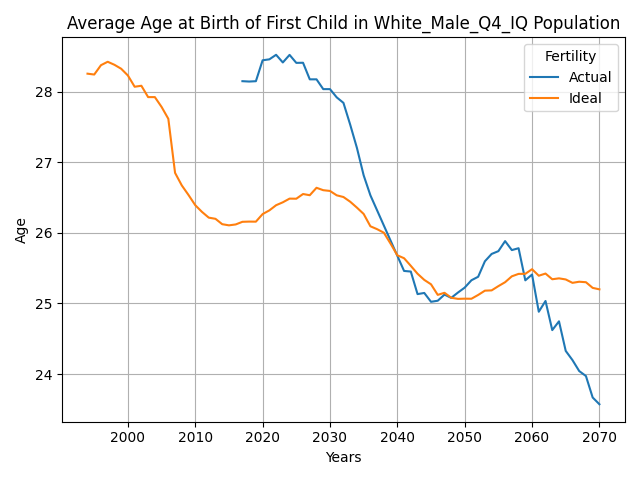 Average Age at Birth of First Child in White_Male_Q4_IQ Population
Fertility
Actual
Ideal
Age
28
27
26
25
24
2000 2010 2020 2030 2040 2050 2060 2070
Years